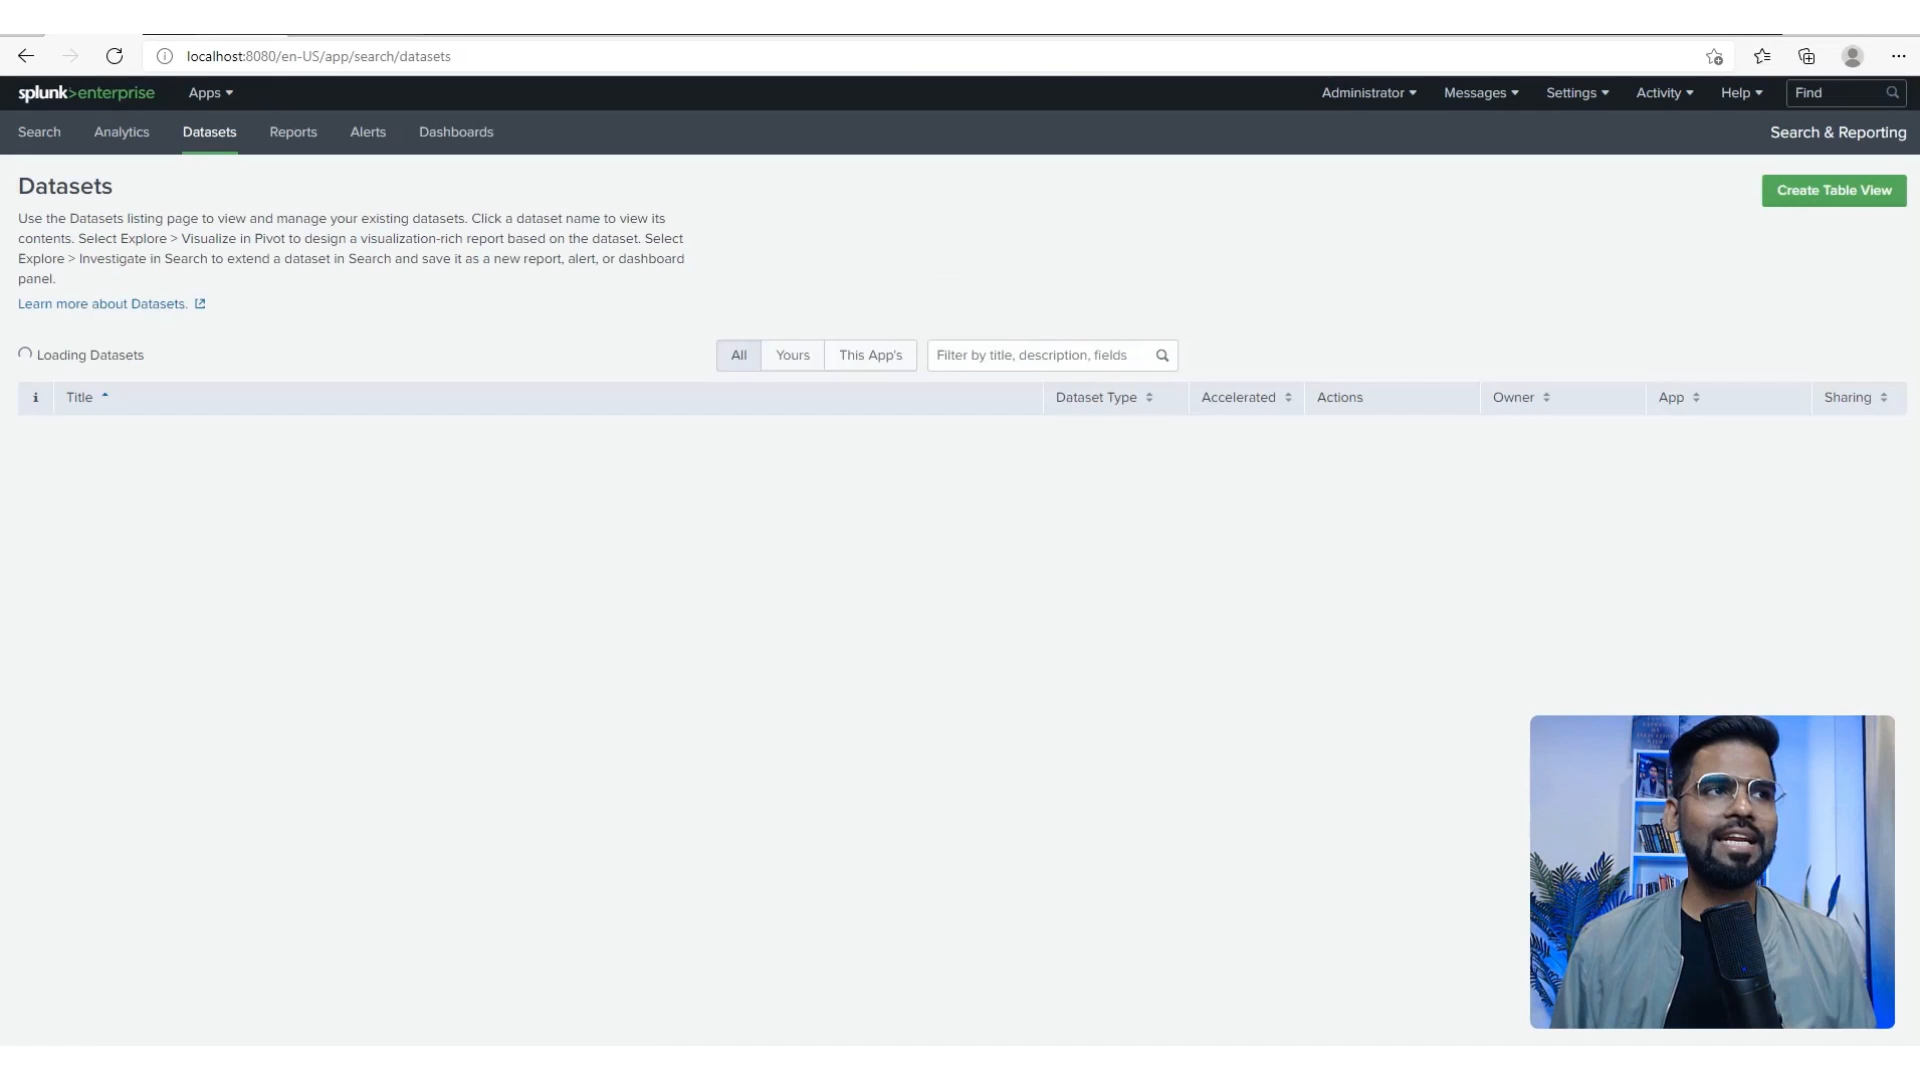 localhost:8080/en-US/app/search/datasets
splunk>enterprise Apps Administrator Messages Settings Activity Help Find
Search Analytics Datasets Reports Alerts Dashboards Search & Reporting
Datasets
Create Table View
Use the Datasets listing page to view and manage your existing datasets. Click a dataset name to view its
contents. Select Explore > Visualize in Pivot to design a visualization-rich report based on the dataset. Select
Explore > Investigate in Search to extend a dataset in Search and save it as a new report, alert, or dashboard
panel.
Learn more about Datasets.
Loading Datasets All Yours This App's Filter by title, description, fields
i Title Dataset Type Accelerated Actions Owner App Sharing